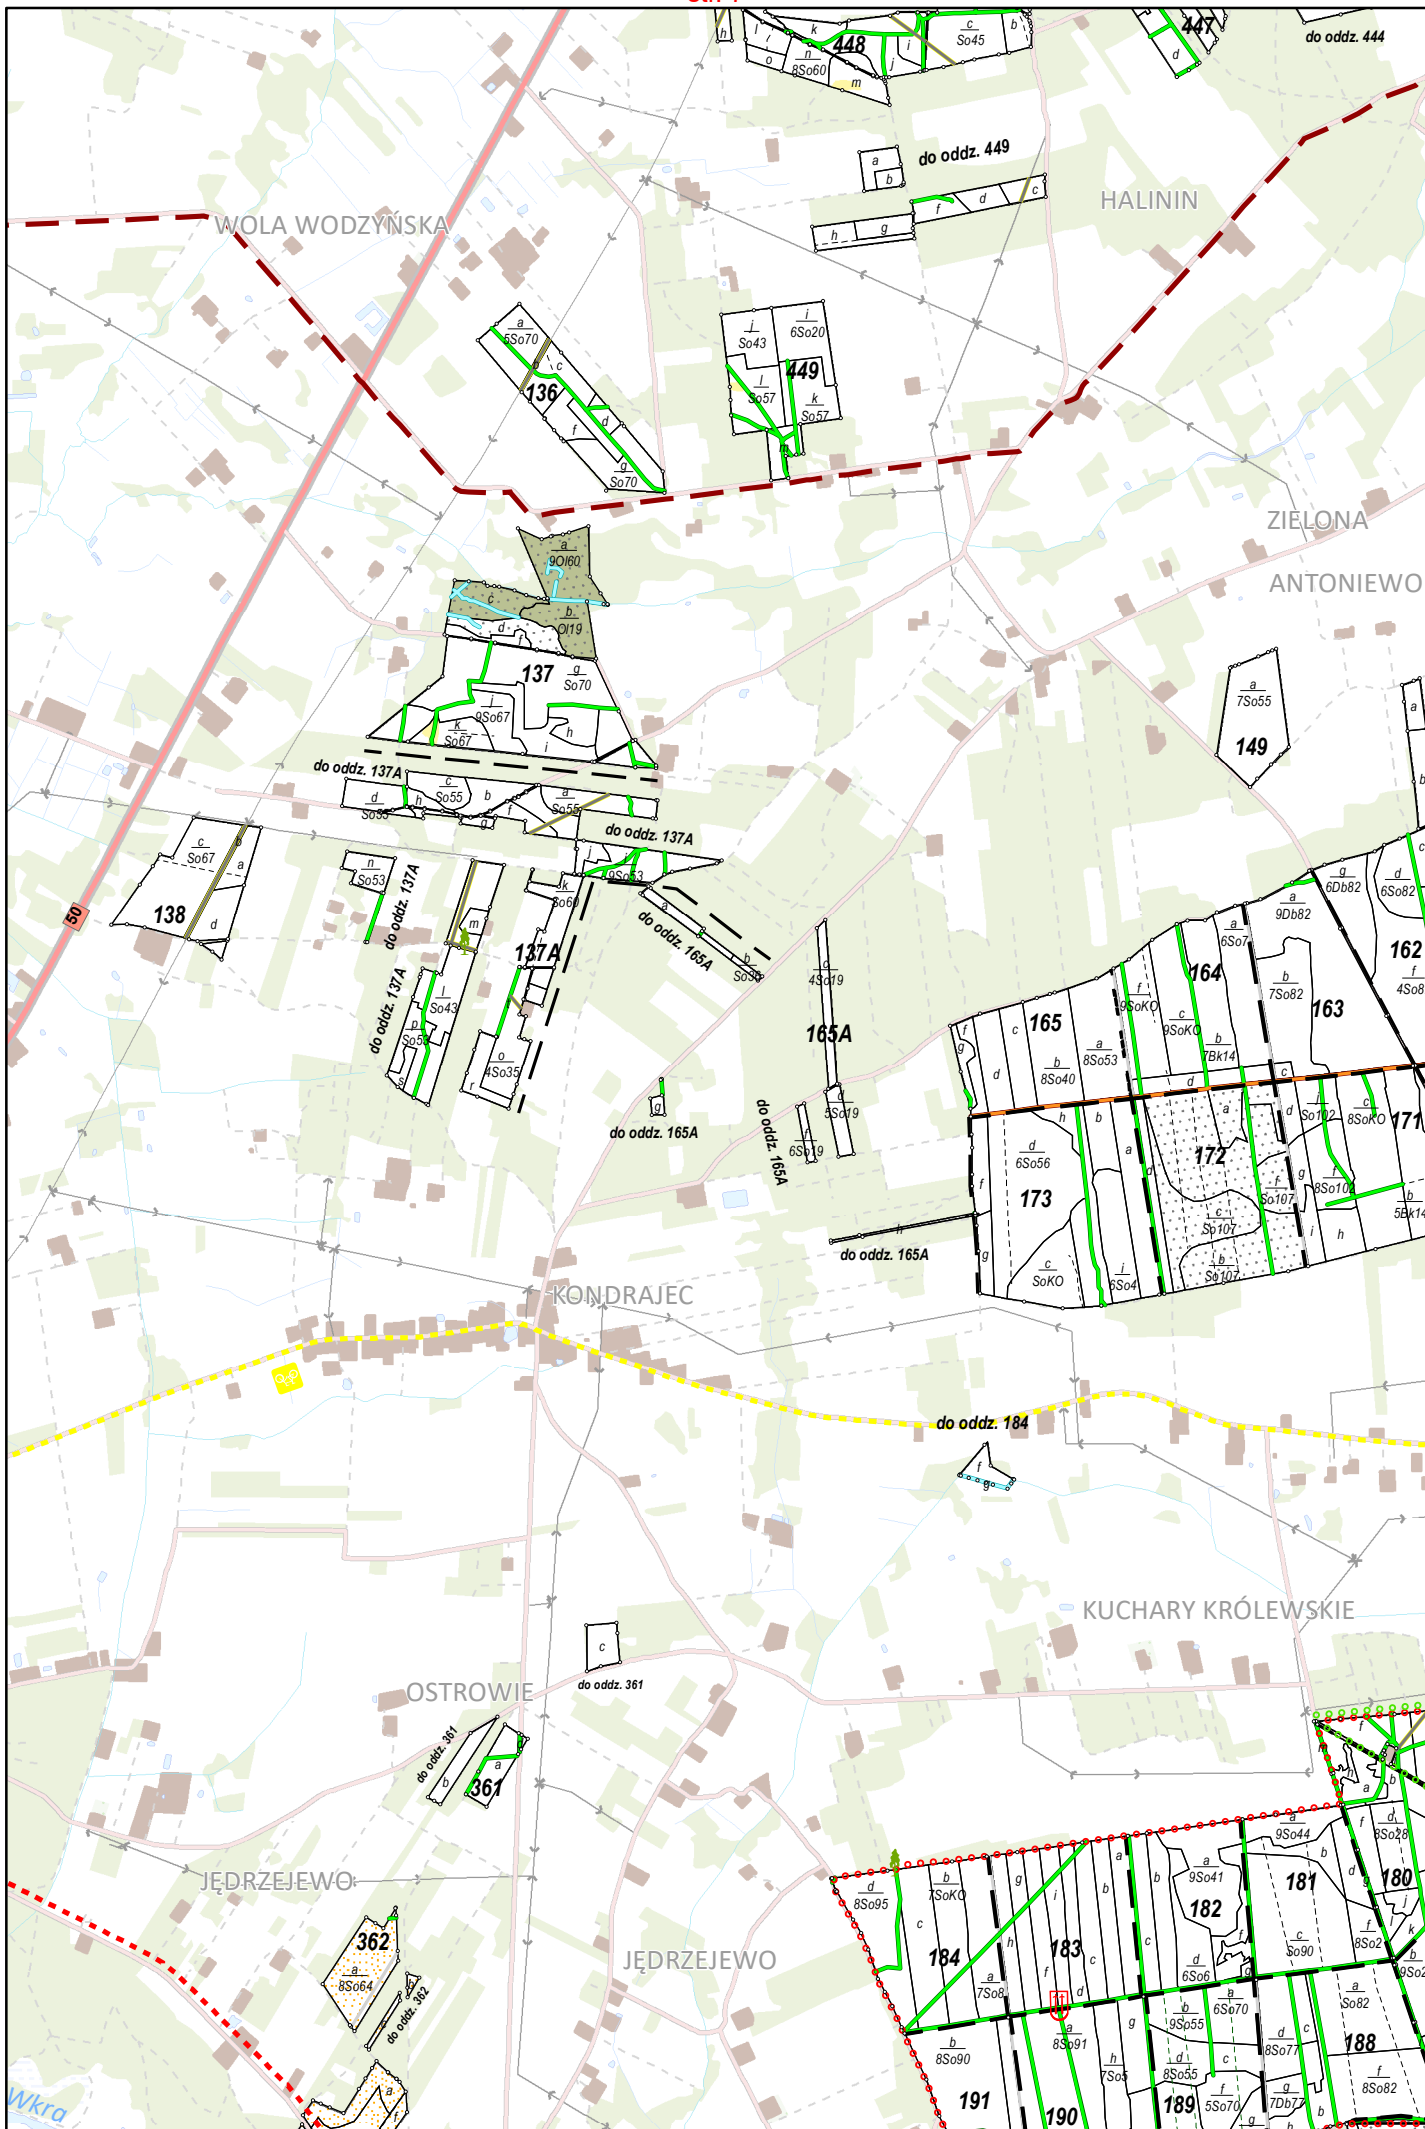 447
do oddz. 444
448
c
So45
b
h
l
r
k
i
o
n
8So60
j
m
d
a
b
do oddz. 449
HALININ
f
d
c
h
g
WOLA WODZYŃSKA
a
5So70
b
c
136
d
f
g
So70
j
So43
i
6So20
449
l
So57
k
So57
m
ZIELONA
ANTONIEWO
a
9Ol60
c
b
Ol19
d
f
137
g
So70
j
9So67
k
So67
h
i
a
7So55
149
a
b
do oddz. 137A
c
So55
d
So55
h
b
a
So55
f
g
do oddz. 137A
c
So67
b
a
138
d
50
n
So53
do oddz. 137A
j
i
9So53
k
So60
m
137A
a
do oddz. 165A
b
So36
l
So43
p
So53
s
do oddz. 137A
o
4So35
r
c
4So19
165A
d
5So19
f
6So19
do oddz. 165A
g
do oddz. 165A
h
do oddz. 165A
g
6Db82
d
6So82
c
162
f
4So8
a
9Db82
b
7So82
163
c
a
6So7
164
f
9SoKO
c
9SoKO
b
7Bk14
d
165
f
g
d
c
b
8So40
a
8So53
171
c
8SoKO
j
So102
f
8So102
b
5Bk14
d
g
i
h
172
a
f
So107
c
So107
b
So107
d
173
h
b
a
d
6So56
f
g
c
SoKO
i
6So4
KONDRAJEC
do oddz. 184
f
g
KUCHARY KRÓLEWSKIE
c
do oddz. 361
OSTROWIE
do oddz. 361
b
a
361
JĘDRZEJEWO
362
a
8So64
b
c
do oddz. 362
a
f
Wkra
JĘDRZEJEWO
f
h
a
b
d
8So28
180
f
d
g
j
l
k
9So2
a
9So44
b
181
c
So90
f
8So2
a
9So41
182
b
c
d
6So6
f
g
183
g
i
h
f
a
b
c
d
184
d
8So95
b
7SoKO
c
a
7So8
b
8So90
191
a
8So91
190
h
7So5
g
b
9So55
a
6So70
d
8So55
c
189
f
5So70
g
d
8So77
c
g
7Db77
b
h
a
So82
188
f
8So82